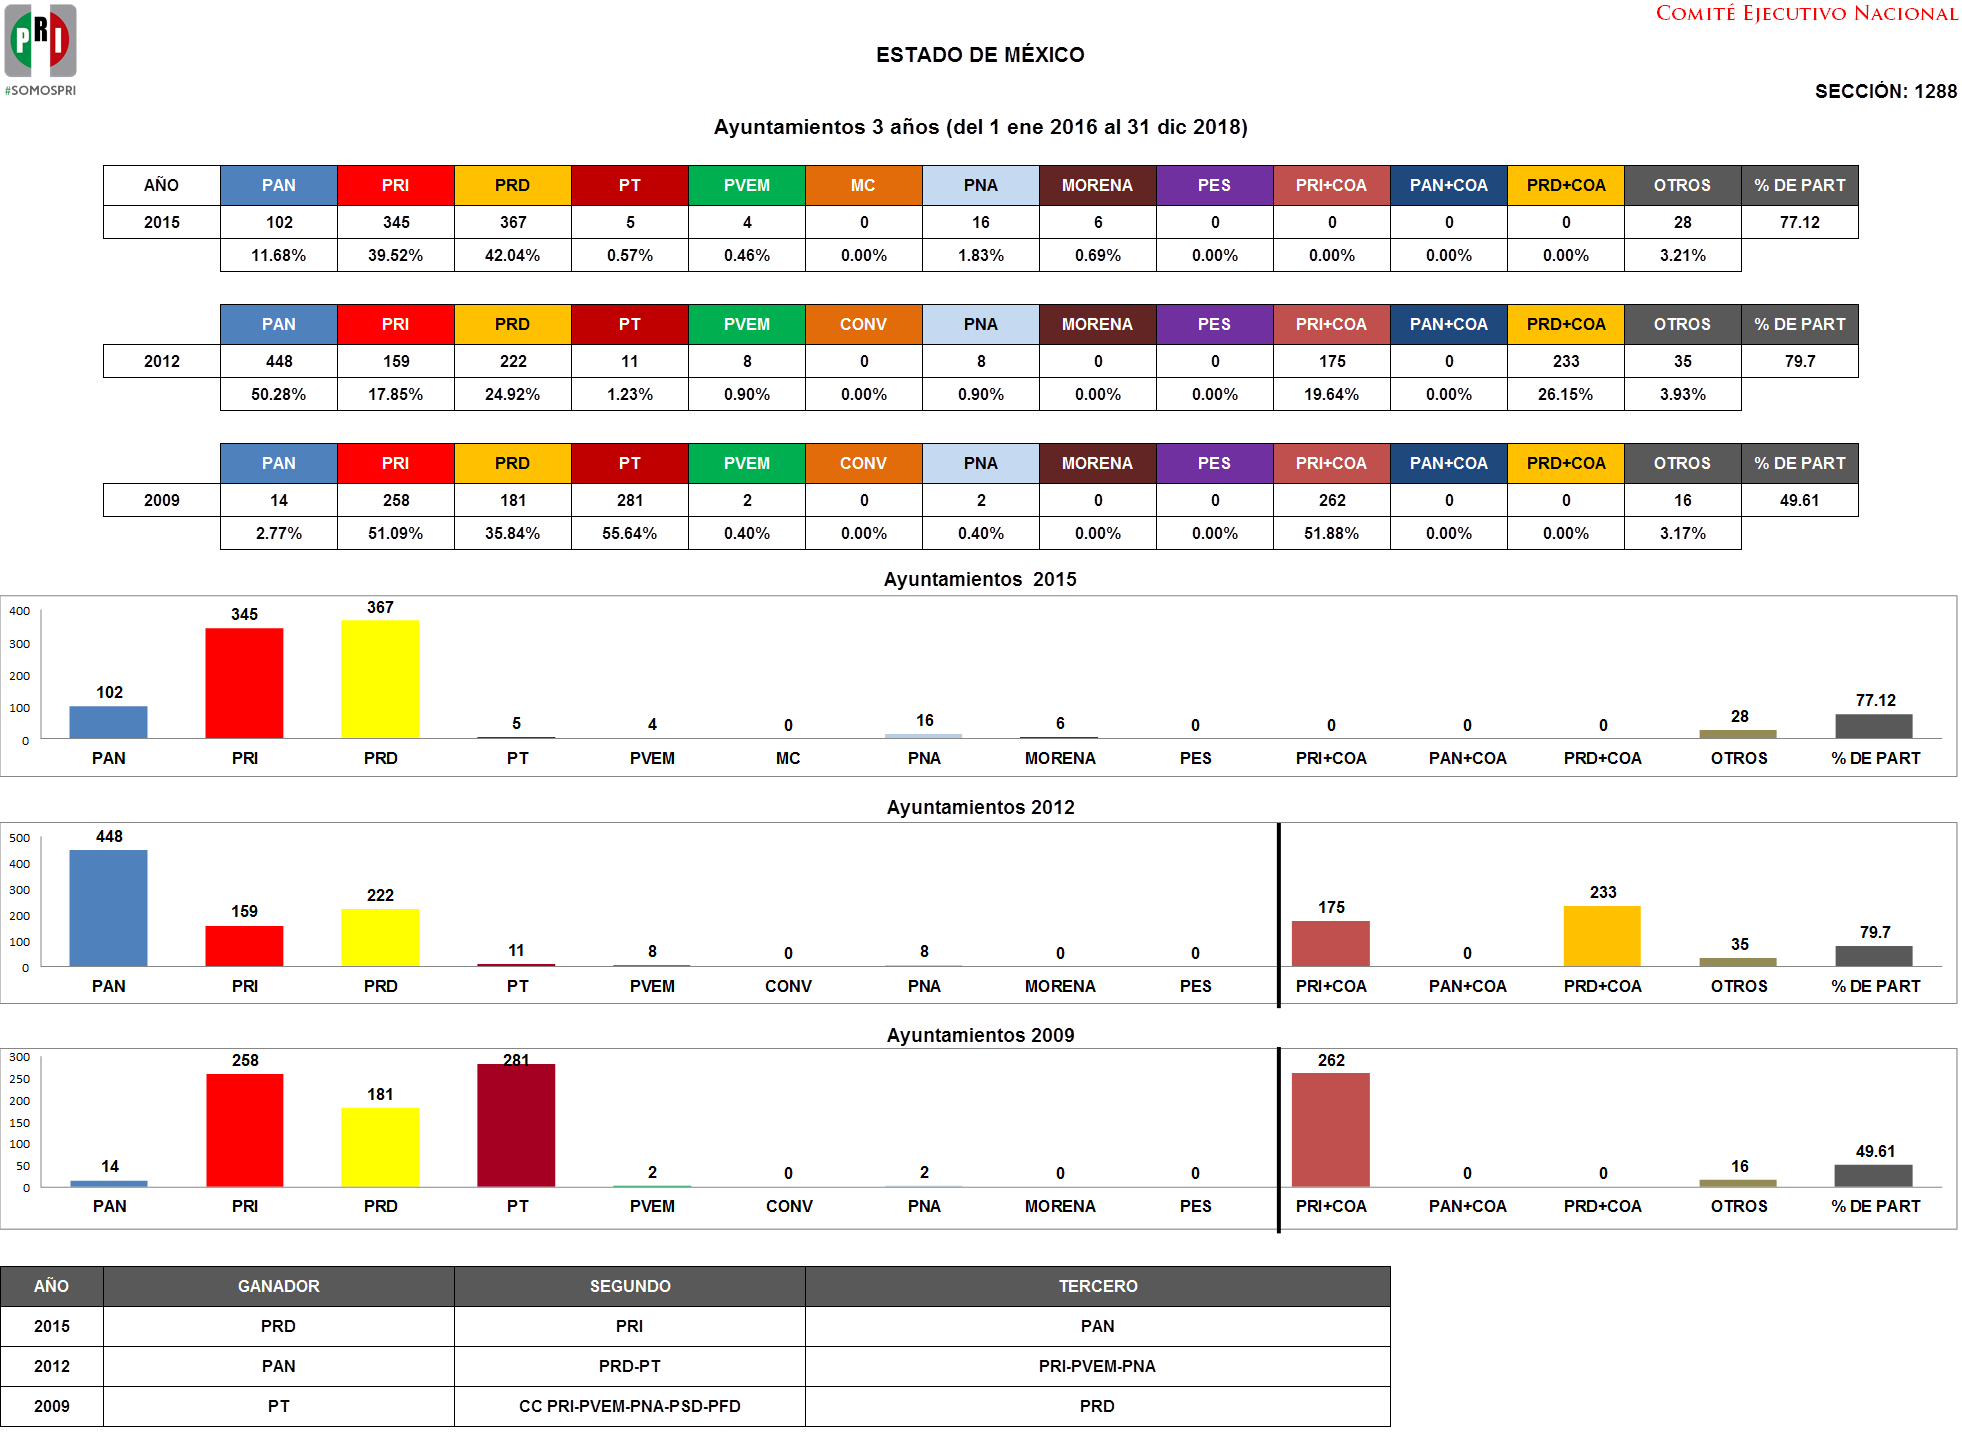 PRI
#SOMOSPRI
COMITÉ EJECUTIVO NACIONAL
ESTADO DE MÉXICO
SECCIÓN: 1288
Ayuntamientos 3 años (del 1 ene 2016 al 31 dic 2018)
AÑO PAN PRI PRD PT PVEM MC PNA MORENA PES PRI+COA PAN+COA PRD+COA OTROS % DE PART
2015 102 345 367 5 4 0 16 6 0 0 0 0 28 77.12
11.68% 39.52% 42.04% 0.57% 0.46% 0.00% 1.83% 0.69% 0.00% 0.00% 0.00% 0.00% 3.21%
PAN PRI PRD PT PVEM CONV PNA MORENA PES PRI+COA PAN+COA PRD+COA OTROS % DE PART
2012 448 159 222 11 8 0 8 0 0 175 0 233 35 79.7
50.28% 17.85% 24.92% 1.23% 0.90% 0.00% 0.90% 0.00% 0.00% 19.64% 0.00% 26.15% 3.93%
PAN PRI PRD PT PVEM CONV PNA MORENA PES PRI+COA PAN+COA PRD+COA OTROS % DE PART
2009 14 258 181 281 2 0 2 0 0 262 0 0 16 49.61
2.77% 51.09% 35.84% 55.64% 0.40% 0.00% 0.40% 0.00% 0.00% 51.88% 0.00% 0.00% 3.17%
Ayuntamientos 2015
400
300
200
100
0
102 345 367 5 4 0 16 6 0 0 0 0 28 77.12
PAN PRI PRD PT PVEM MC PNA MORENA PES PRI+COA PAN+COA PRD+COA OTROS % DE PART
Ayuntamientos 2012
500
400
300
200
100
0
448 159 222 11 8 0 8 0 0 175 0 233 35 79.7
PAN PRI PRD PT PVEM CONV PNA MORENA PES PRI+COA PAN+COA PRD+COA OTROS % DE PART
Ayuntamientos 2009
300
250
200
150
100
50
0
14 258 181 281 2 0 2 0 0 262 0 0 16 49.61
PAN PRI PRD PT PVEM CONV PNA MORENA PES PRI+COA PAN+COA PRD+COA OTROS % DE PART
AÑO GANADOR SEGUNDO TERCERO
2015 PRD PRI PAN
2012 PAN PRD-PT PRI-PVEM-PNA
2009 PT CC PRI-PVEM-PNA-PSD-PFD PRD